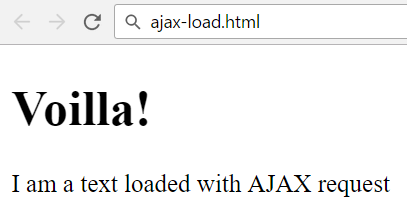 ajax-load.html
Voilla!
I am a text loaded with AJAX request